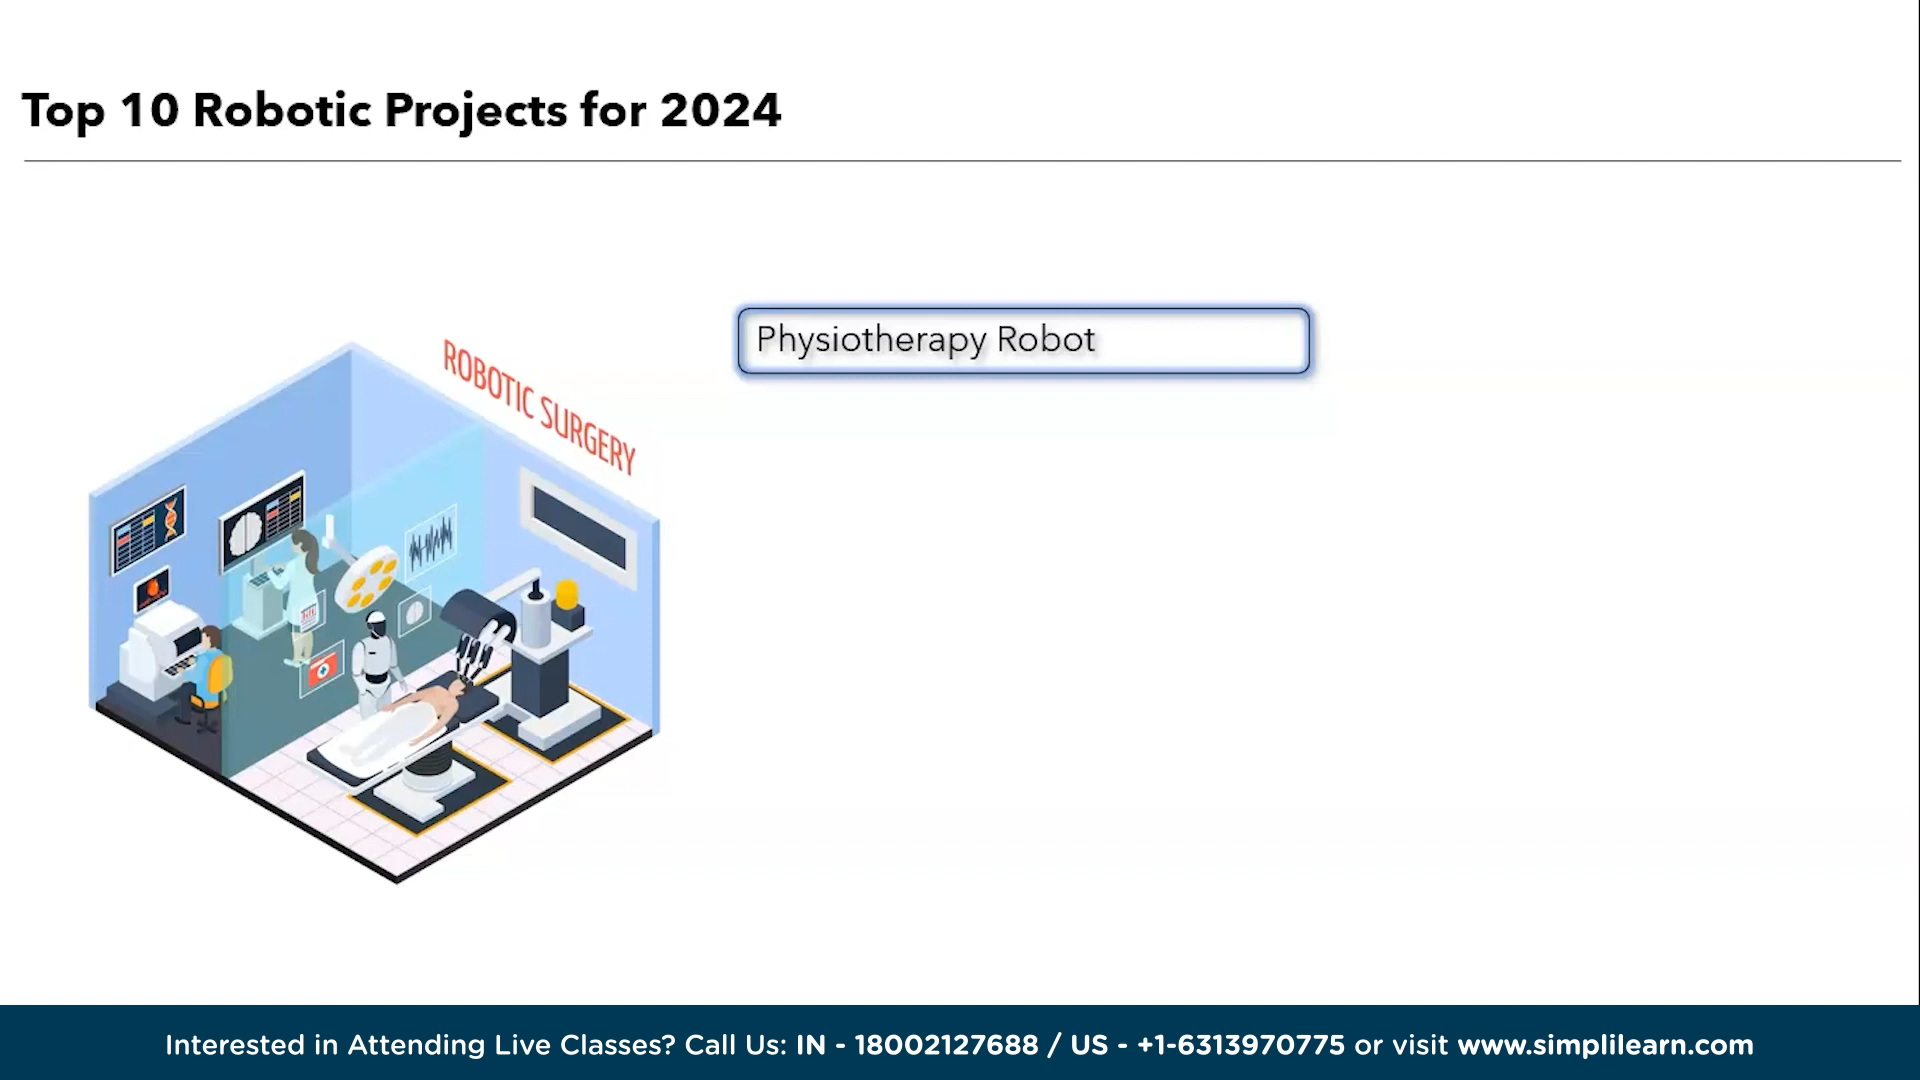 Top 10 Robotic Projects for 2024
Physiotherapy Robot
ROBOTIC SURGERY
Interested in Attending Live Classes? Call Us: IN - 18002127688 / US - +1-6313970775 or visit www.simplilearn.com